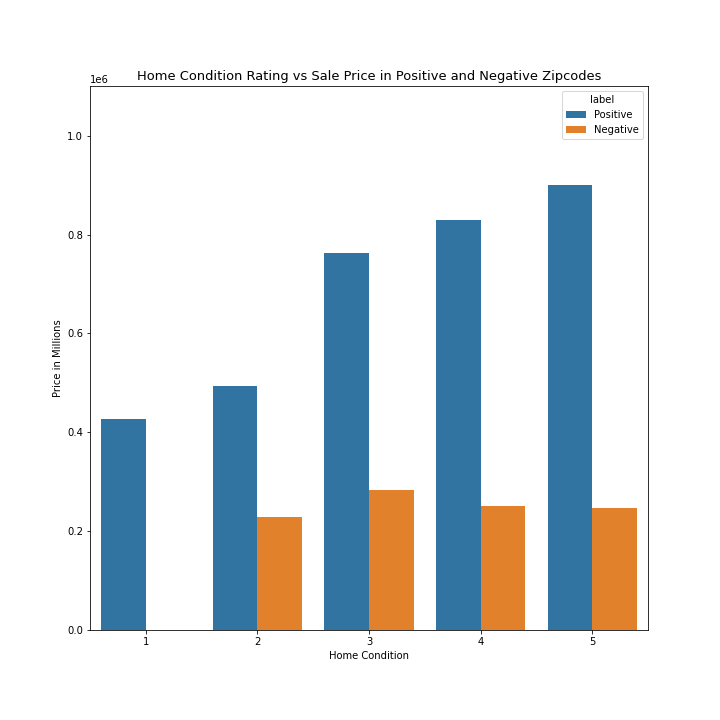 Home Condition Rating vs Sale Price in Positive and Negative Zipcodes
1e6
label
Positive
Negative
1.0
0.8
0.6
0.4
0.2
0.0
Price in Millions
1 2 3 4 5
Home Condition